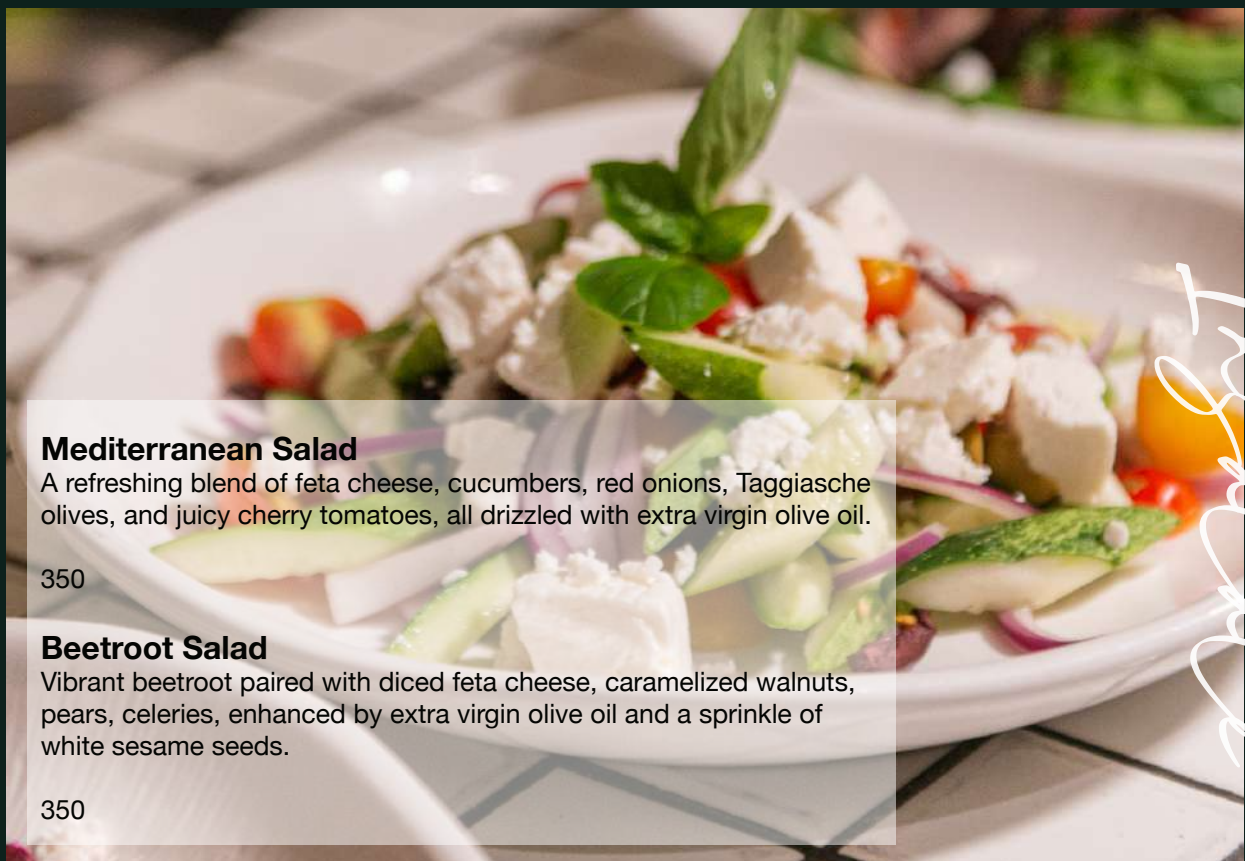 Mediterranean Salad
A refreshing blend of feta cheese, cucumbers, red onions, Taggiasche
olives, and juicy cherry tomatoes, all drizzled with extra virgin olive oil.
350
Beetroot Salad
Vibrant beetroot paired with diced feta cheese, caramelized walnuts,
pears, celeries, enhanced by extra virgin olive oil and a sprinkle of
white sesame seeds.
350